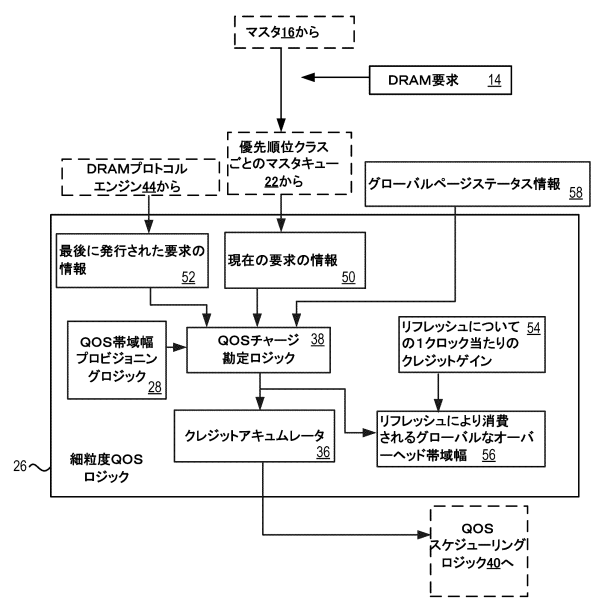 マスタ16から
DRAM要求 14
優先順位クラス
ごとのマスタキュー
22から
DRAMプロトコル
エンジン44から
グローバルページステータス情報
58
最後に発行された要求の
情報
52
現在の要求の情報
50
QOS帯域幅
プロビジョニン
グロジック
28
QOSチャージ
勘定ロジック
38
リフレッシュについて
の1クロック当たりの
クレジットゲイン
54
クレジットアキュムレータ
36
リフレッシュにより消費
されるグローバルなオーバ
ーヘッド帯域幅
56
26
細粒度QOS
ロジック
QOS
スケジューリング
ロジック40へ